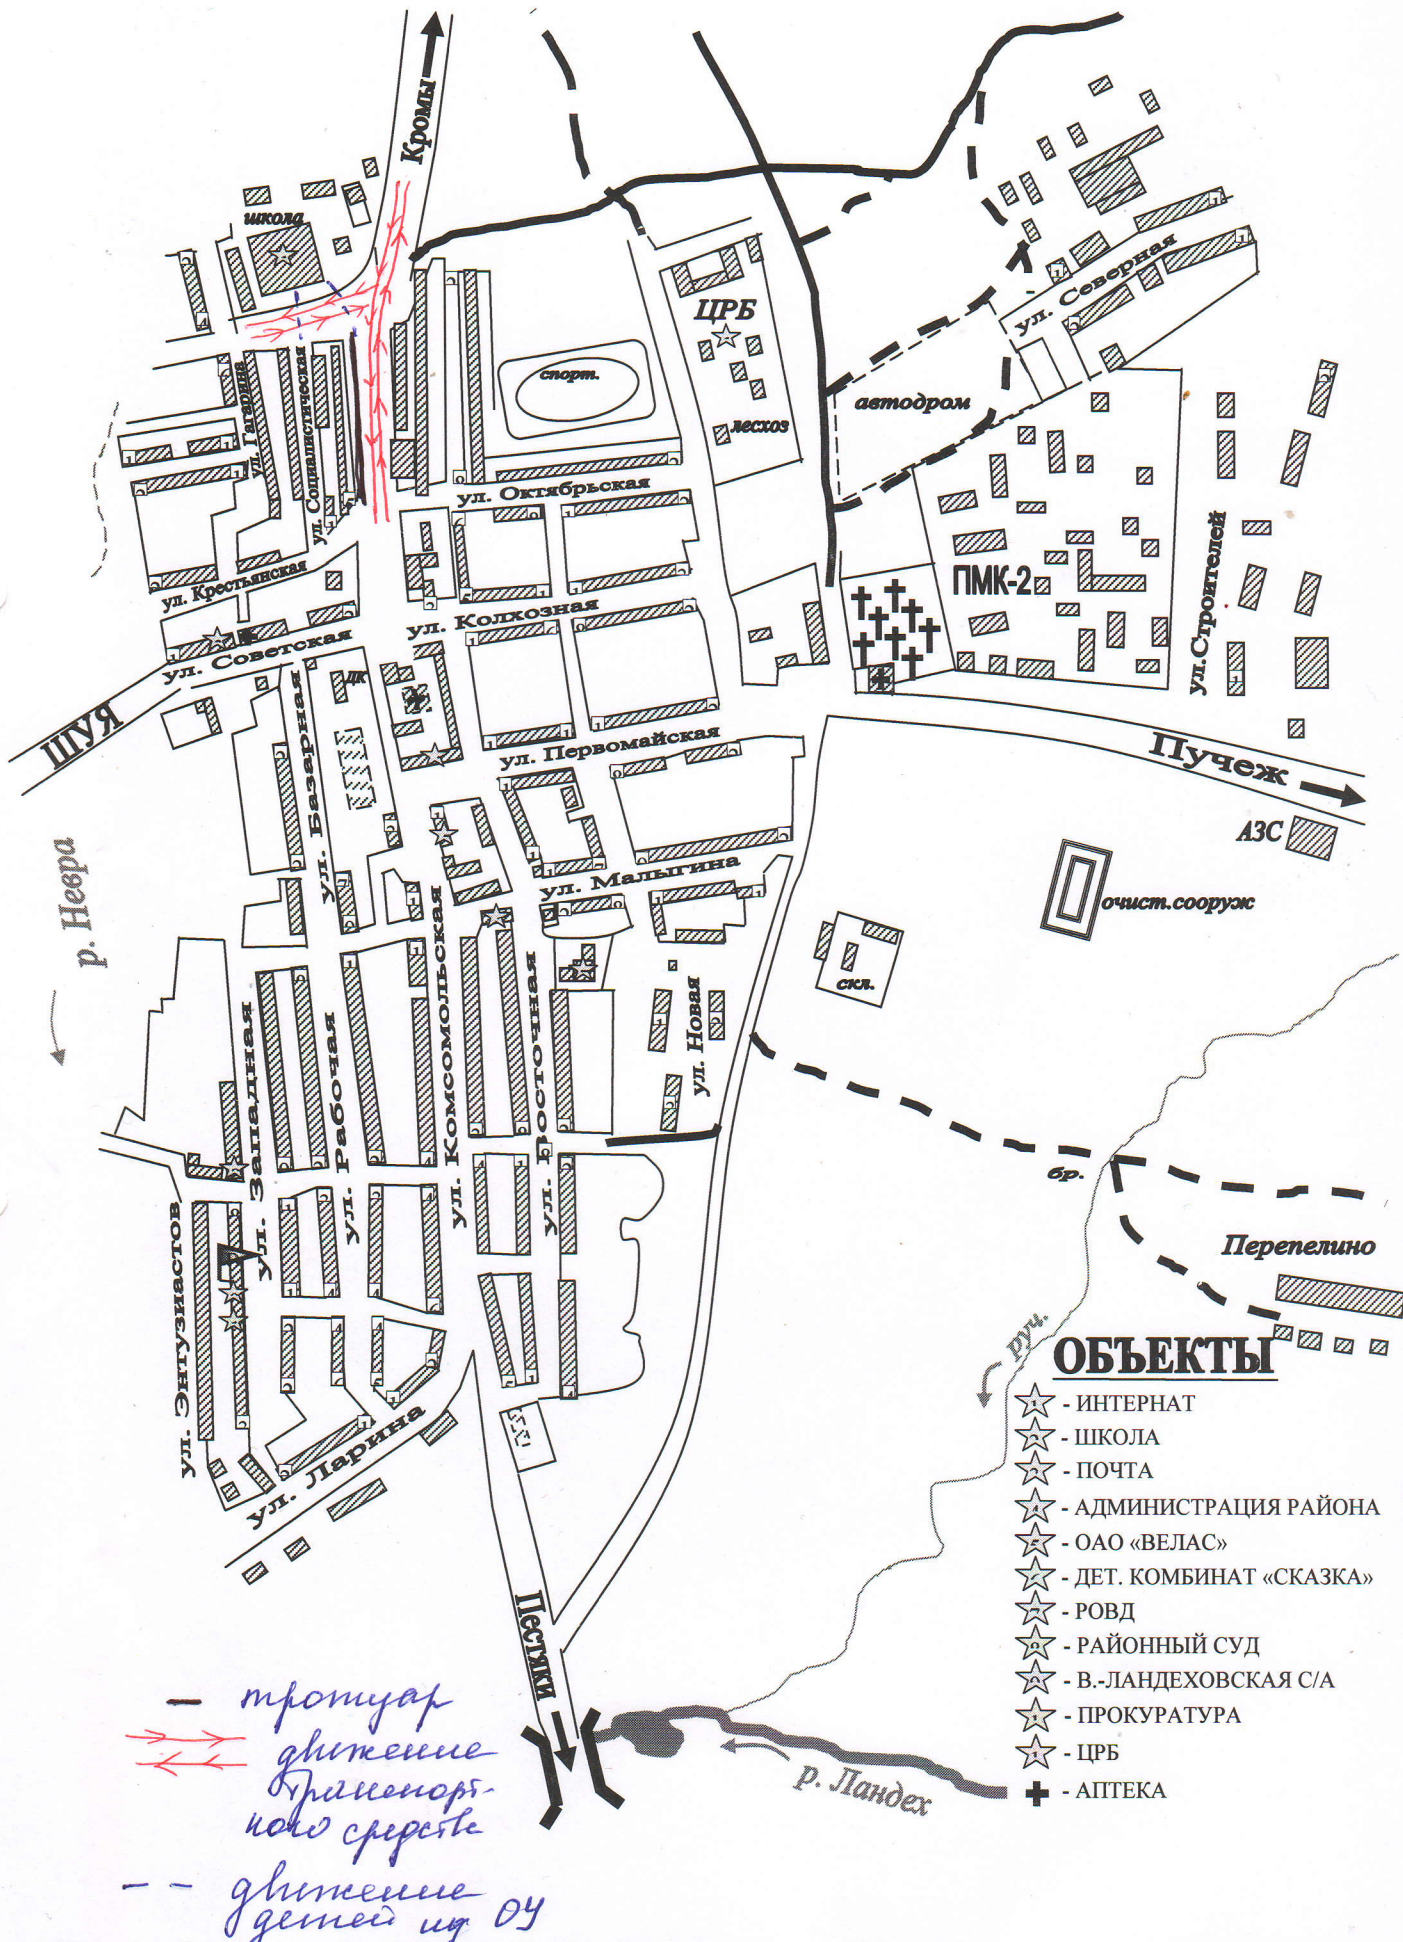 Кромы
школа
ЦРБ
спорт.
лесхоз
автодром
ул. Северная
ул. Гагарина
ул. Социалистическая
ул. Октябрьская
ул. Крестьянская
ул. Колхозная
ул. Советская
ПМК-2
ул.Строителей
ДК
ШУЯ
ул. Первомайская
Пучеж
АЗС
ул. Базарная
ул. Малыгина
р. Невра
очист.сооруж
скл.
ул. Западная
ул. Рабочая
ул. Комсомольская
ул. Восточная
ул. Новая
бр.
Перепелино
ул. Энтузиастов
ул. Ларина
руч.
Пестяки
р. Ландех
ОБЪЕКТЫ
- ИНТЕРНАТ
- ШКОЛА
- ПОЧТА
- АДМИНИСТРАЦИЯ РАЙОНА
- ОАО «ВЕЛАС»
- ДЕТ. КОМБИНАТ «СКАЗКА»
- РОВД
- РАЙОННЫЙ СУД
- В.-ЛАНДЕХОВСКАЯ С/А
- ПРОКУРАТУРА
- ЦРБ
- АПТЕКА
— тротуар
движение
транспорт-
ного средства
-- движение
детей из ОУ